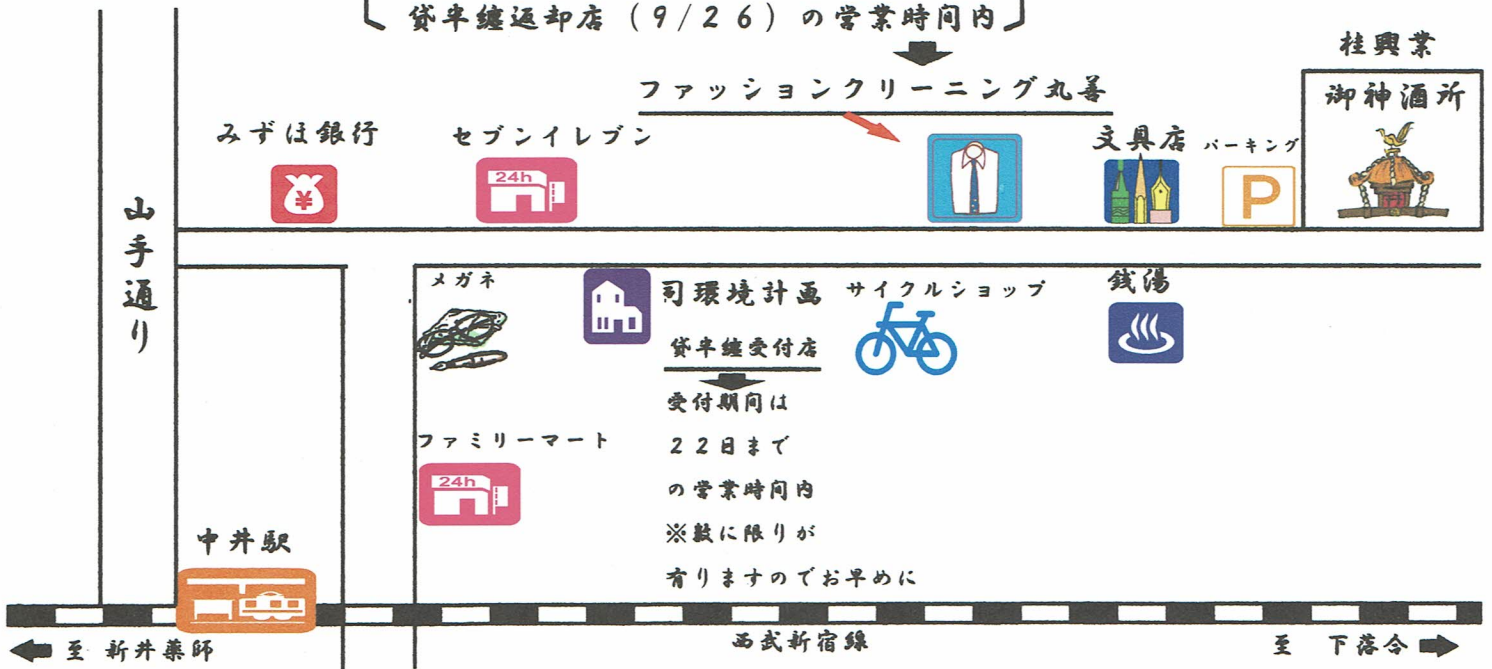 貸半纏返却店（9/26）の営業時間内
桂興業
ファッションクリーニング丸善
御神酒所
みずほ銀行
セブンイレブン
文具店
パーキング
¥
24h
P
山手通り
メガネ
司環境計画
サイクルショップ
銭湯
貸半纏受付店
受付期間は
22日まで
の営業時間内
※数に限りが
有りますのでお早めに
ファミリーマート
24h
中井駅
至 新井薬師
西武新宿線
至 下落合